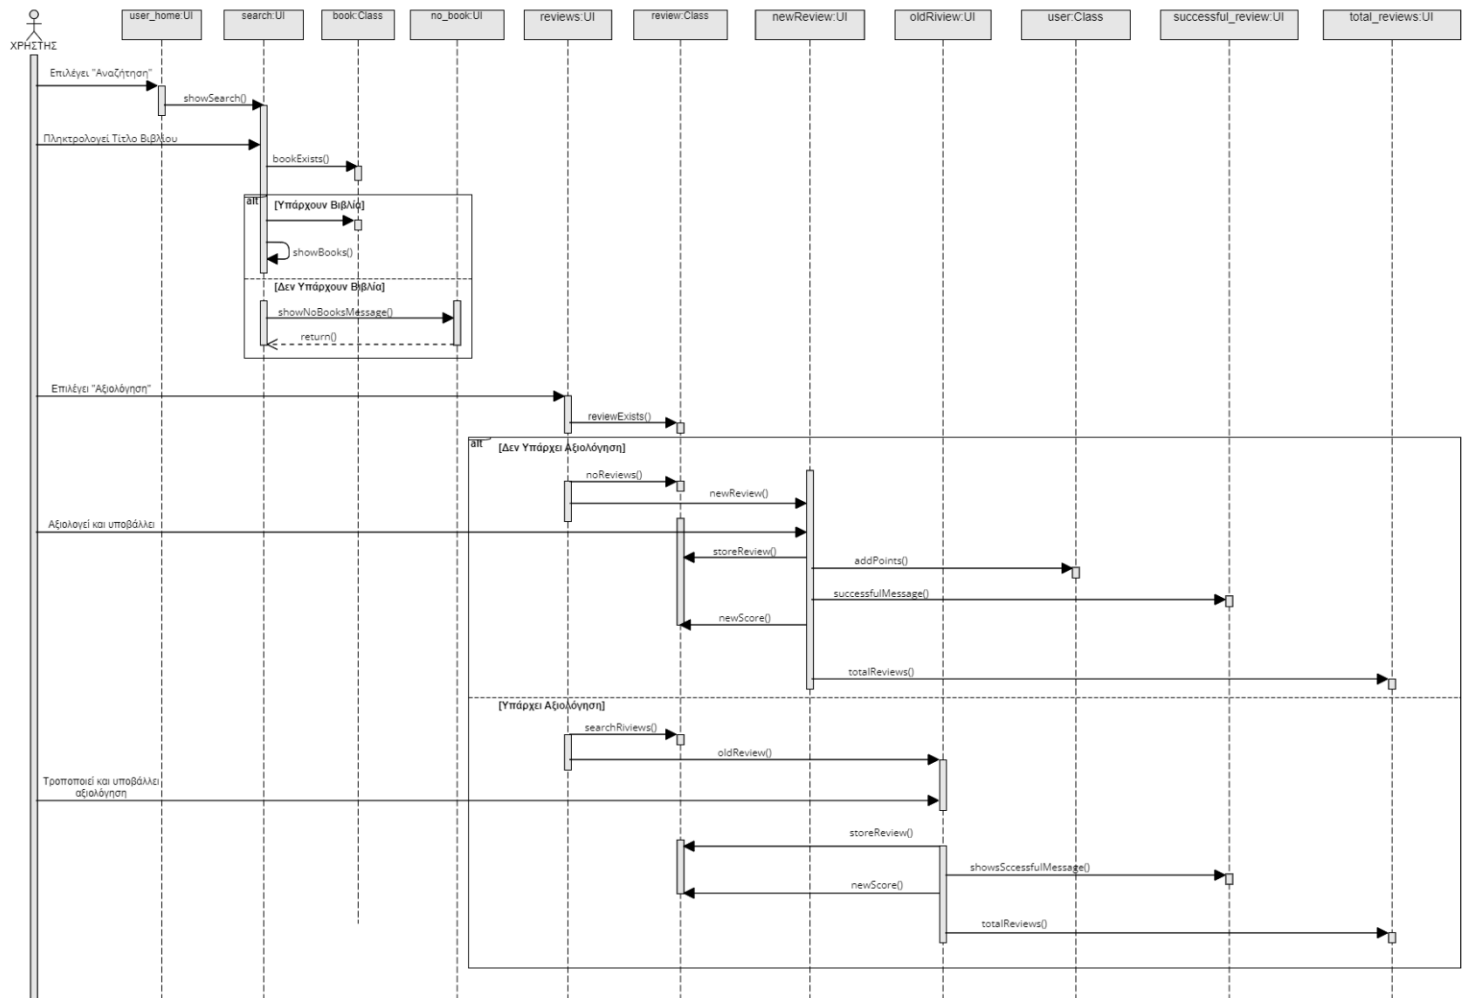 user_home:UI
search:UI
book:Class
no_book:UI
reviews:UI
review:Class
newReview:UI
oldRiview:UI
user:Class
successful_review:UI
total_reviews:UI
ΧΡΗΣΤΗΣ
Επιλέγει "Αναζήτηση"
showSearch()
Πληκτρολογεί Τίτλο Βιβλίου
bookExists()
alt
[Υπάρχουν Βιβλία]
showBooks()
[Δεν Υπάρχουν Βιβλία]
showNoBooksMessage()
return()
Επιλέγει "Αξιολόγηση"
reviewExists()
alt
[Δεν Υπάρχει Αξιολόγηση]
noReviews()
newReview()
Αξιολογεί και υποβάλλει
storeReview()
addPoints()
successfulMessage()
newScore()
totalReviews()
[Υπάρχει Αξιολόγηση]
searchRiviews()
oldReview()
Τροποποιεί και υποβάλλει
αξιολόγηση
storeReview()
showsSccessfulMessage()
newScore()
totalReviews()